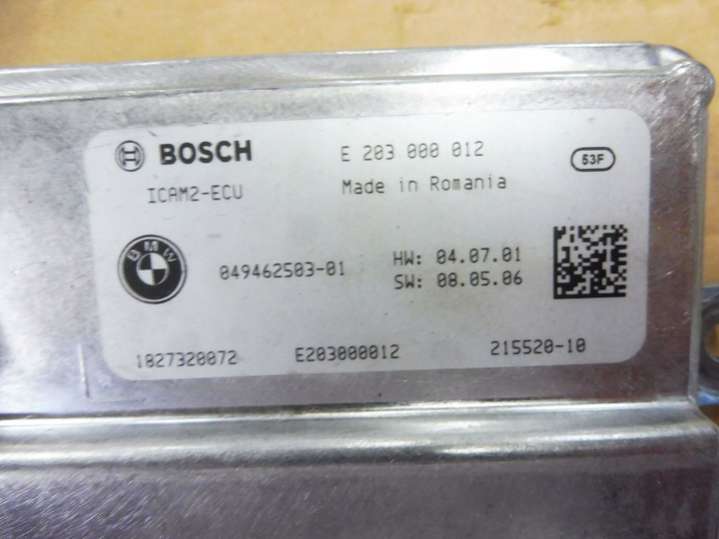 BOSCH E 203 000 012 53F
ICAM2-ECU Made in Romania
BMW 049462503-01 HW: 04.07.01
SW: 08.05.06
1827320072 E203000012 215520-10